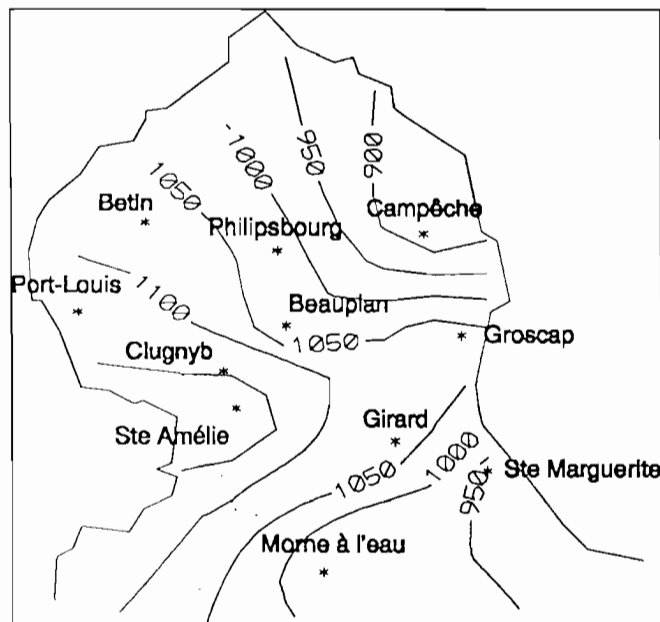 950
900
-1000
1050
Betin
Campêche
Philipsbourg
Port-Louis
1100
Beauplan
1050
Groscap
Clugnyb
Girard
Ste Amélie
1000
Ste Marguerite
1050
950-
Morne à l'eau